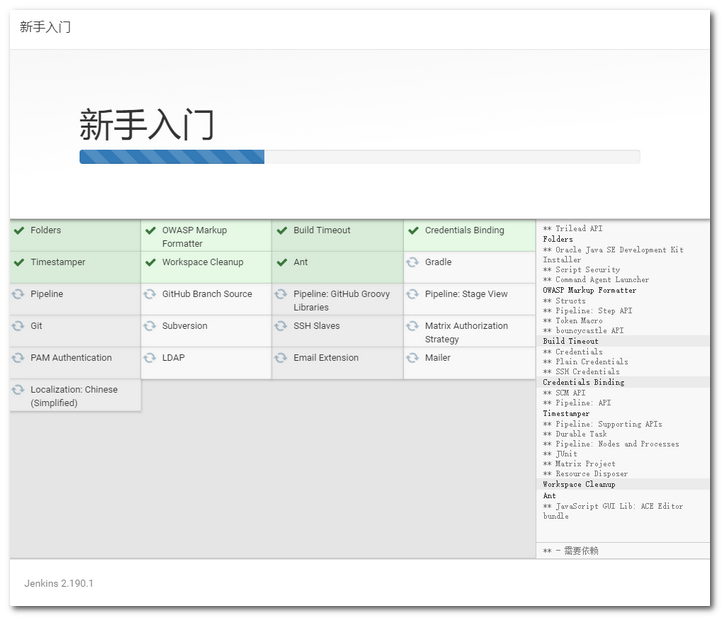 新手入门
新手入门
Folders
OWASP Markup
Formatter
Build Timeout
Credentials Binding
Timestamper
Workspace Cleanup
Ant
Gradle
Pipeline
GitHub Branch Source
Pipeline: GitHub Groovy
Libraries
Pipeline: Stage View
Git
Subversion
SSH Slaves
Matrix Authorization
Strategy
PAM Authentication
LDAP
Email Extension
Mailer
Localization: Chinese
(Simplified)
** Trilead API
Folders
** Oracle Java SE Development Kit
Installer
** Script Security
** Command Agent Launcher
OWASP Markup Formatter
** Structs
** Pipeline: Step API
** Token Macro
** bouncycastle API
Build Timeout
** Credentials
** Plain Credentials
** SSH Credentials
Credentials Binding
** SCM API
** Pipeline: API
Timestamper
** Pipeline: Supporting APIs
** Durable Task
** Pipeline: Nodes and Processes
** JUnit
** Matrix Project
** Resource Disposer
Workspace Cleanup
Ant
** JavaScript GUI Lib: ACE Editor
bundle
** - 需要依赖
Jenkins 2.190.1